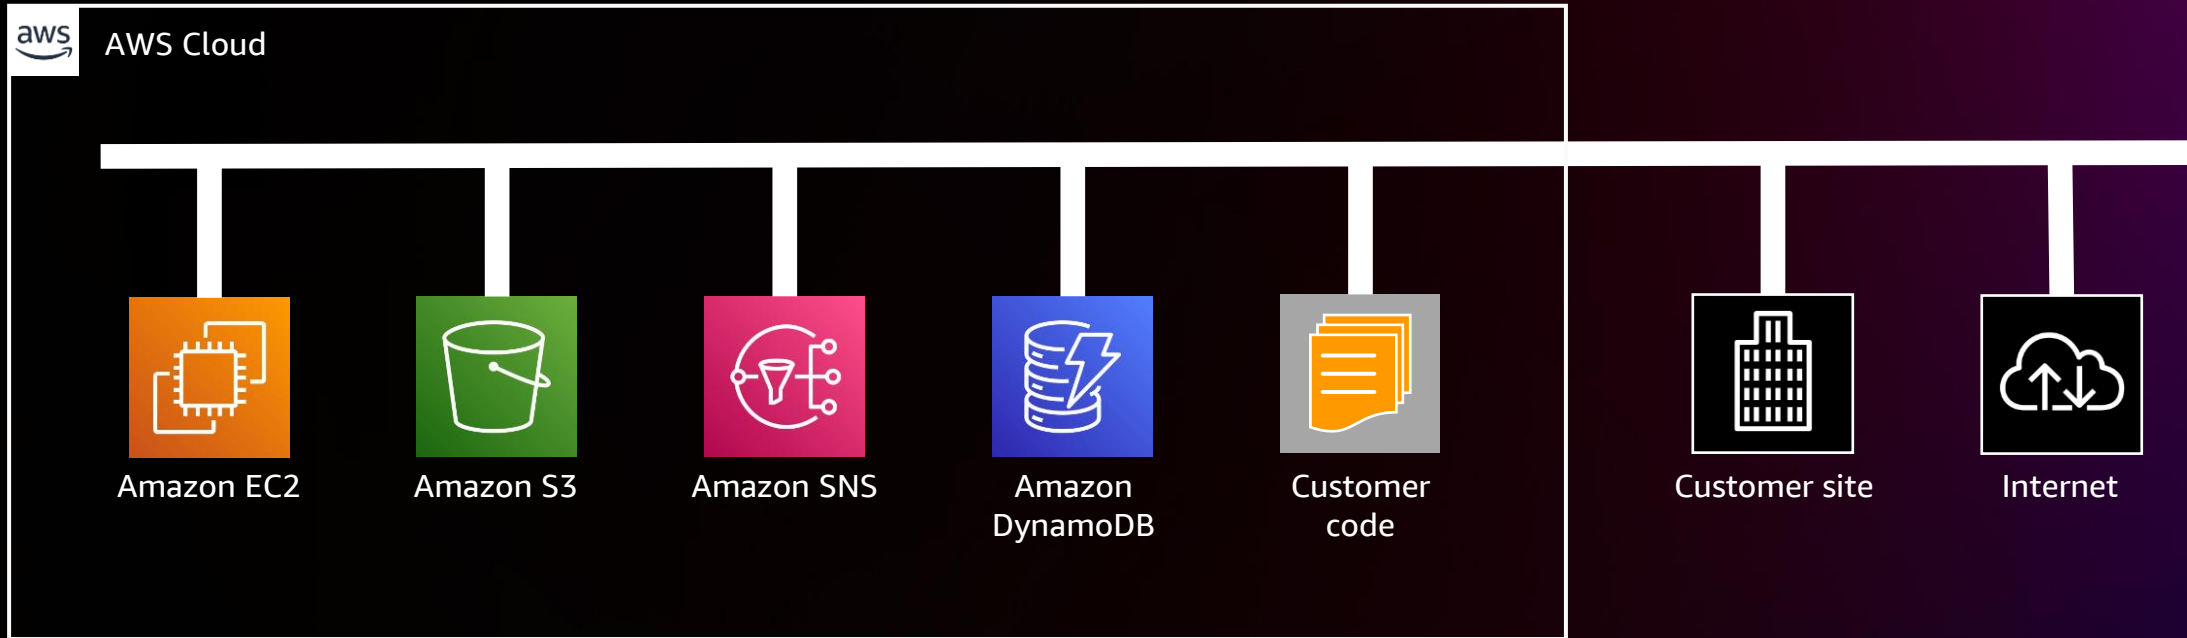 aws
AWS Cloud
Amazon EC2
Amazon S3
Amazon SNS
Amazon
DynamoDB
Customer
code
Customer site
Internet